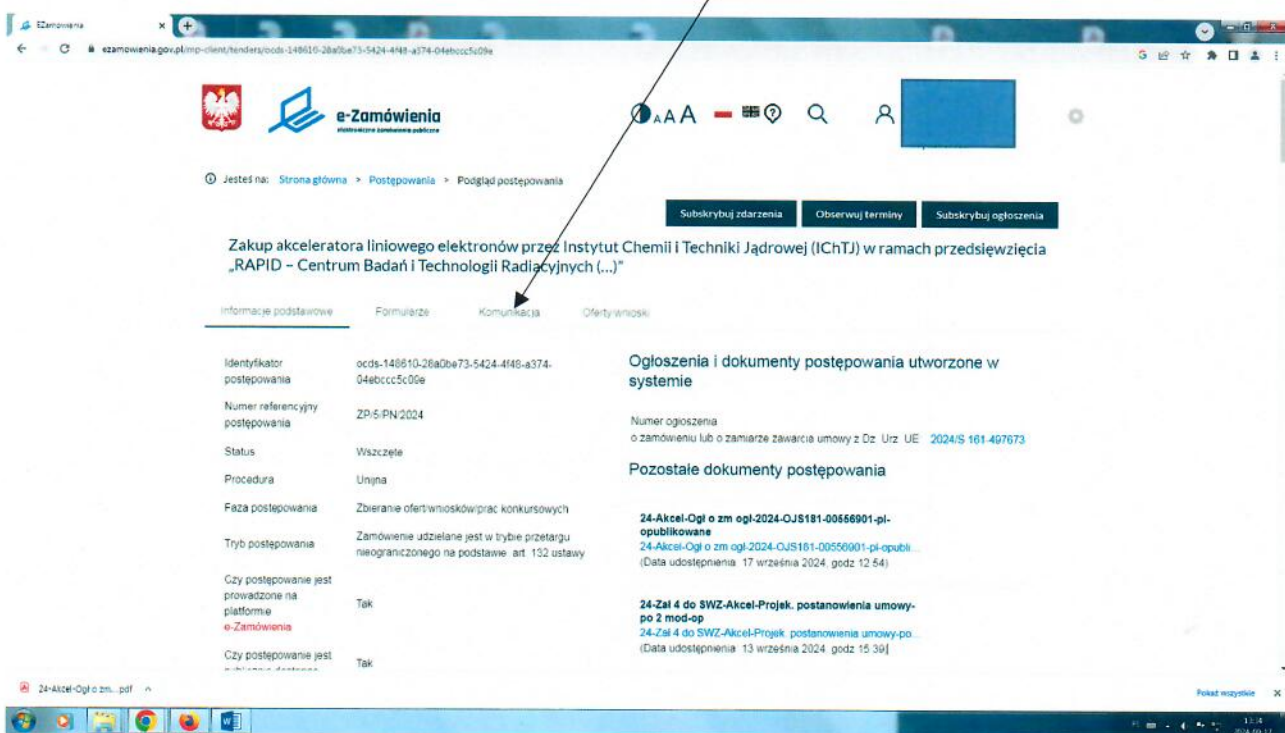 EZamowienia
ezamowienia.gov.pl/mp-client/tenders/ocds-148610-28a0be73-5424-4f48-a374-04ebccc5c09e
e-Zamówienia
elektroniczne zamówienia publiczne
A A A
Jesteś na: Strona główna > Postępowania > Podgląd postępowania
Subskrybuj zdarzenia Obserwuj terminy Subskrybuj ogłoszenia
Zakup akceleratora liniowego elektronów przez Instytut Chemii i Techniki Jądrowej (IChTJ) w ramach przedsięwzięcia
„RAPID – Centrum Badań i Technologii Radiacyjnych (...)"
Informacje podstawowe Formularze Komunikacja Oferty/wnioski
Identyfikator
postępowania
ocds-148610-28a0be73-5424-4f48-a374-
04ebccc5c09e
Numer referencyjny
postępowania
ZP/5/PN/2024
Status Wszczęte
Procedura Unijna
Faza postępowania Zbieranie ofert/wniosków/prac konkursowych
Tryb postępowania
Zamówienie udzielane jest w trybie przetargu
nieograniczonego na podstawie art. 132 ustawy
Czy postępowanie jest
prowadzone na
platformie
e-Zamówienia
Tak
Czy postępowanie jest
publicznie dostępne
Tak
Ogłoszenia i dokumenty postępowania utworzone w
systemie
Numer ogłoszenia
o zamówieniu lub o zamiarze zawarcia umowy z Dz. Urz. UE 2024/S 161-497673
Pozostałe dokumenty postępowania
24-Akcel-Ogł o zm ogł-2024-OJS181-00556901-pl-
opublikowane
24-Akcel-Ogł o zm ogł-2024-OJS181-00556901-pl-opubli...
(Data udostępnienia: 17 września 2024, godz 12:54)
24-Zał 4 do SWZ-Akcel-Projek. postanowienia umowy-
po 2 mod-op
24-Zał 4 do SWZ-Akcel-Projek. postanowienia umowy-po...
(Data udostępnienia: 13 września 2024, godz 15:39)
24-Akcel-Ogł o zm....pdf
Pokaż wszystkie
13:14
2024-09-17